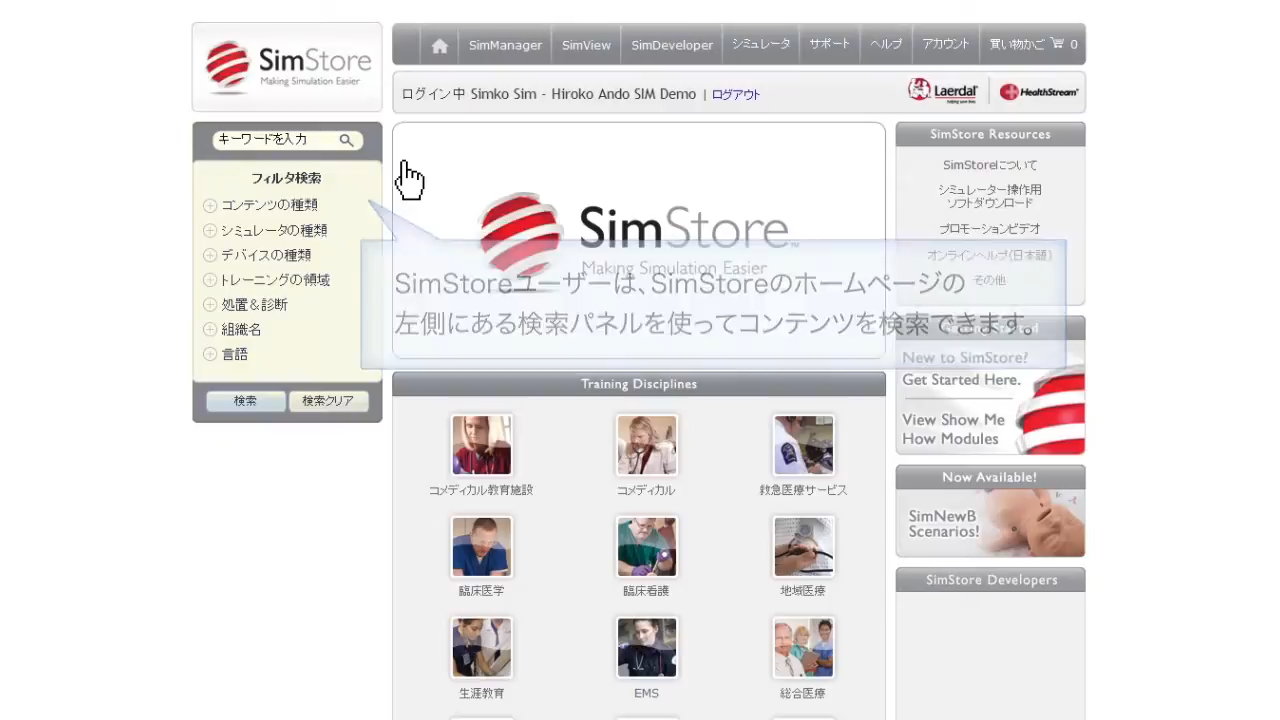 SimStore
Making Simulation Easier
SimManager
SimView
SimDeveloper
シミュレータ
サポート
ヘルプ
アカウント
買い物かご 0
ログイン中 Simko Sim - Hiroko Ando SIM Demo | ログアウト
Laerdal
helping save lives
HealthStream
キーワードを入力
フィルタ検索
コンテンツの種類
シミュレータの種類
デバイスの種類
トレーニングの領域
処置＆診断
組織名
言語
検索
検索クリア
SimStore
Making Simulation Easier
SimStoreユーザーは、SimStoreのホームページの
左側にある検索パネルを使ってコンテンツを検索できます。
Training Disciplines
コメディカル教育施設
コメディカル
救急医療サービス
臨床医学
臨床看護
地域医療
生涯教育
EMS
総合医療
SimStore Resources
SimStoreについて
シミュレーター操作用
ソフトダウンロード
プロモーションビデオ
オンラインヘルプ(日本語)
その他
New to SimStore?
Get Started Here.
View Show Me
How Modules
Now Available!
SimNewB
Scenarios!
SimStore Developers